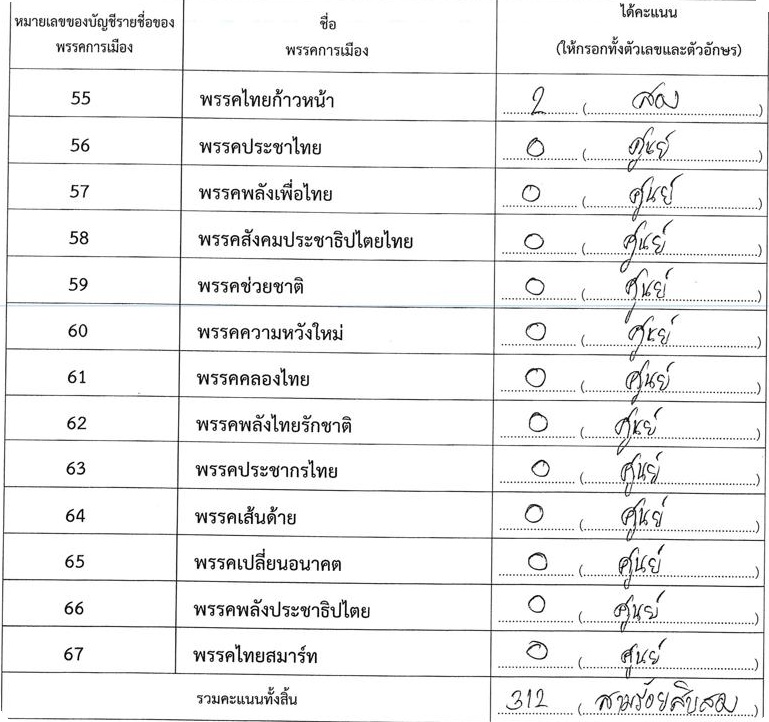 หมายเลขของบัญชีรายชื่อของ
พรรคการเมือง
ชื่อ
พรรคการเมือง
ได้คะแนน
(ให้กรอกทั้งตัวเลขและตัวอักษร)
55 พรรคไทยก้าวหน้า 2 (สอง)
56 พรรคประชาไทย 0 (ศูนย์)
57 พรรคพลังเพื่อไทย 0 (ศูนย์)
58 พรรคสังคมประชาธิปไตยไทย 0 (ศูนย์)
59 พรรคช่วยชาติ 0 (ศูนย์)
60 พรรคความหวังใหม่ 0 (ศูนย์)
61 พรรคคลองไทย 0 (ศูนย์)
62 พรรคพลังไทยรักชาติ 0 (ศูนย์)
63 พรรคประชากรไทย 0 (ศูนย์)
64 พรรคเส้นด้าย 0 (ศูนย์)
65 พรรคเปลี่ยนอนาคต 0 (ศูนย์)
66 พรรคพลังประชาธิปไตย 0 (ศูนย์)
67 พรรคไทยสมาร์ท 0 (ศูนย์)
รวมคะแนนทั้งสิ้น 312 (สามร้อยสิบสอง)